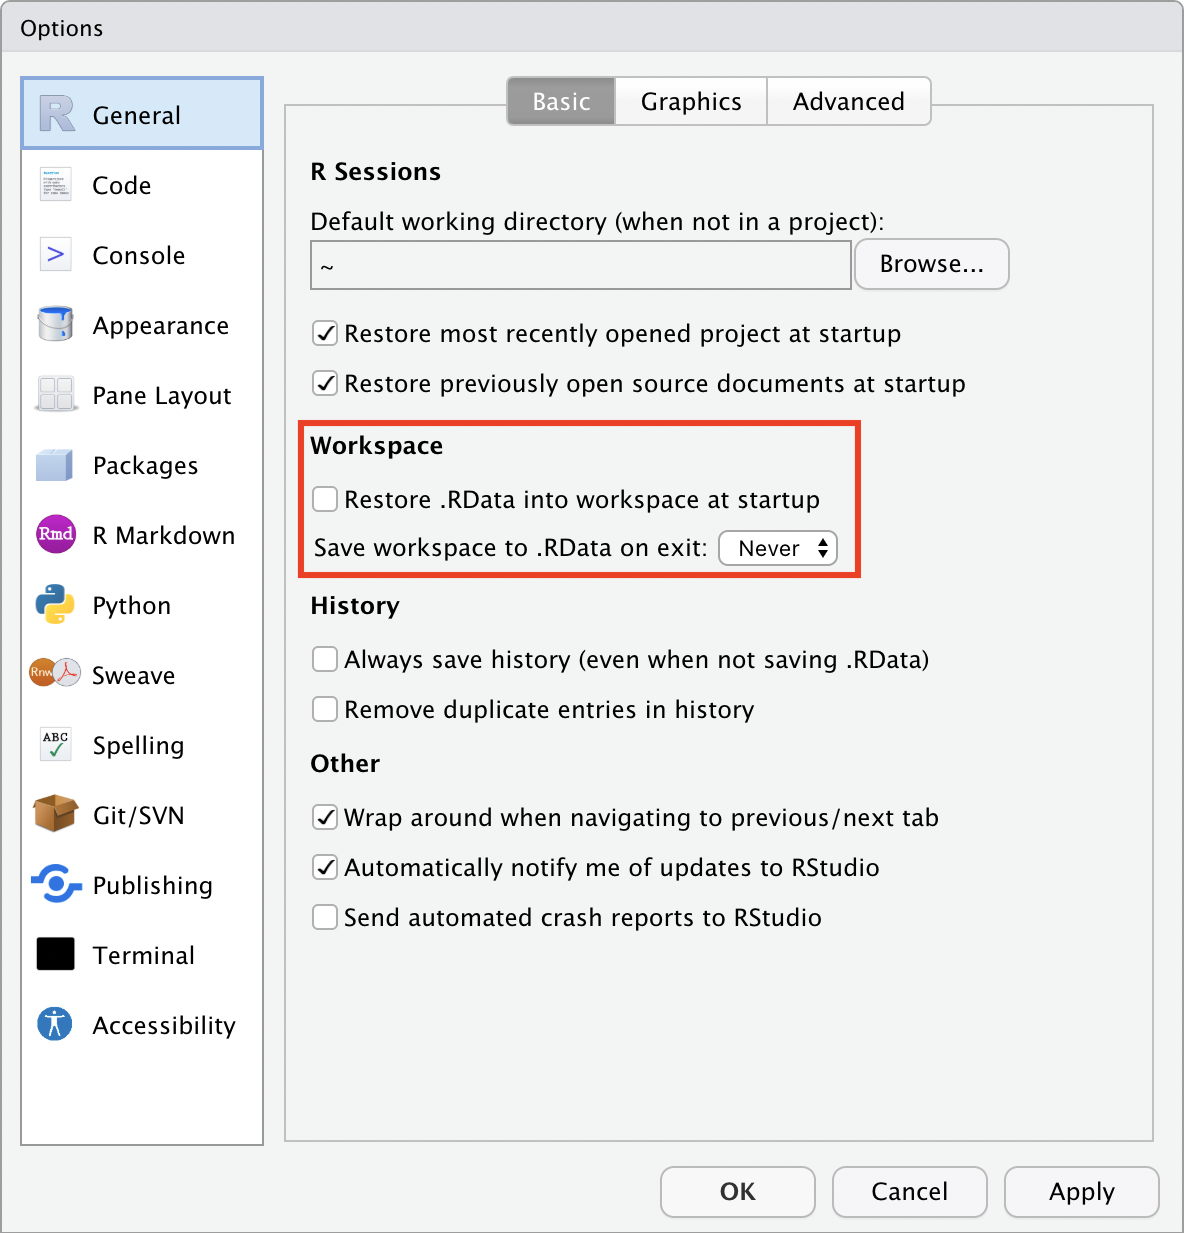 Options
General
Code
Console
Appearance
Pane Layout
Packages
Rmd
R Markdown
Python
Rnw
Sweave
ABC
Spelling
Git/SVN
Publishing
Terminal
Accessibility
Basic
Graphics
Advanced
R Sessions
Default working directory (when not in a project):
~
Browse...
Restore most recently opened project at startup
Restore previously open source documents at startup
Workspace
Restore .RData into workspace at startup
Save workspace to .RData on exit: Never
History
Always save history (even when not saving .RData)
Remove duplicate entries in history
Other
Wrap around when navigating to previous/next tab
Automatically notify me of updates to RStudio
Send automated crash reports to RStudio
OK
Cancel
Apply